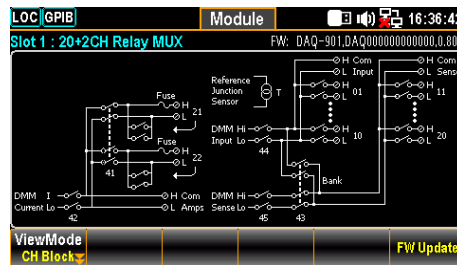 LOC GPIB Module 16:36:42
Slot 1 : 20+2CH Relay MUX FW: DAQ-901,DAQ000000000000,0.80
H Com H Com
L Input L Sens
Reference
Junction
Sensor
T
H 01 H 11
L L
Fuse
H 21
L
Fuse
H 22
L
DMM Hi H 10 H 20
Input Lo L L
44
41
Bank
DMM I H Com DMM Hi
Current Lo L Amps Sense Lo
42 45 43
ViewMode
CH Block FW Update